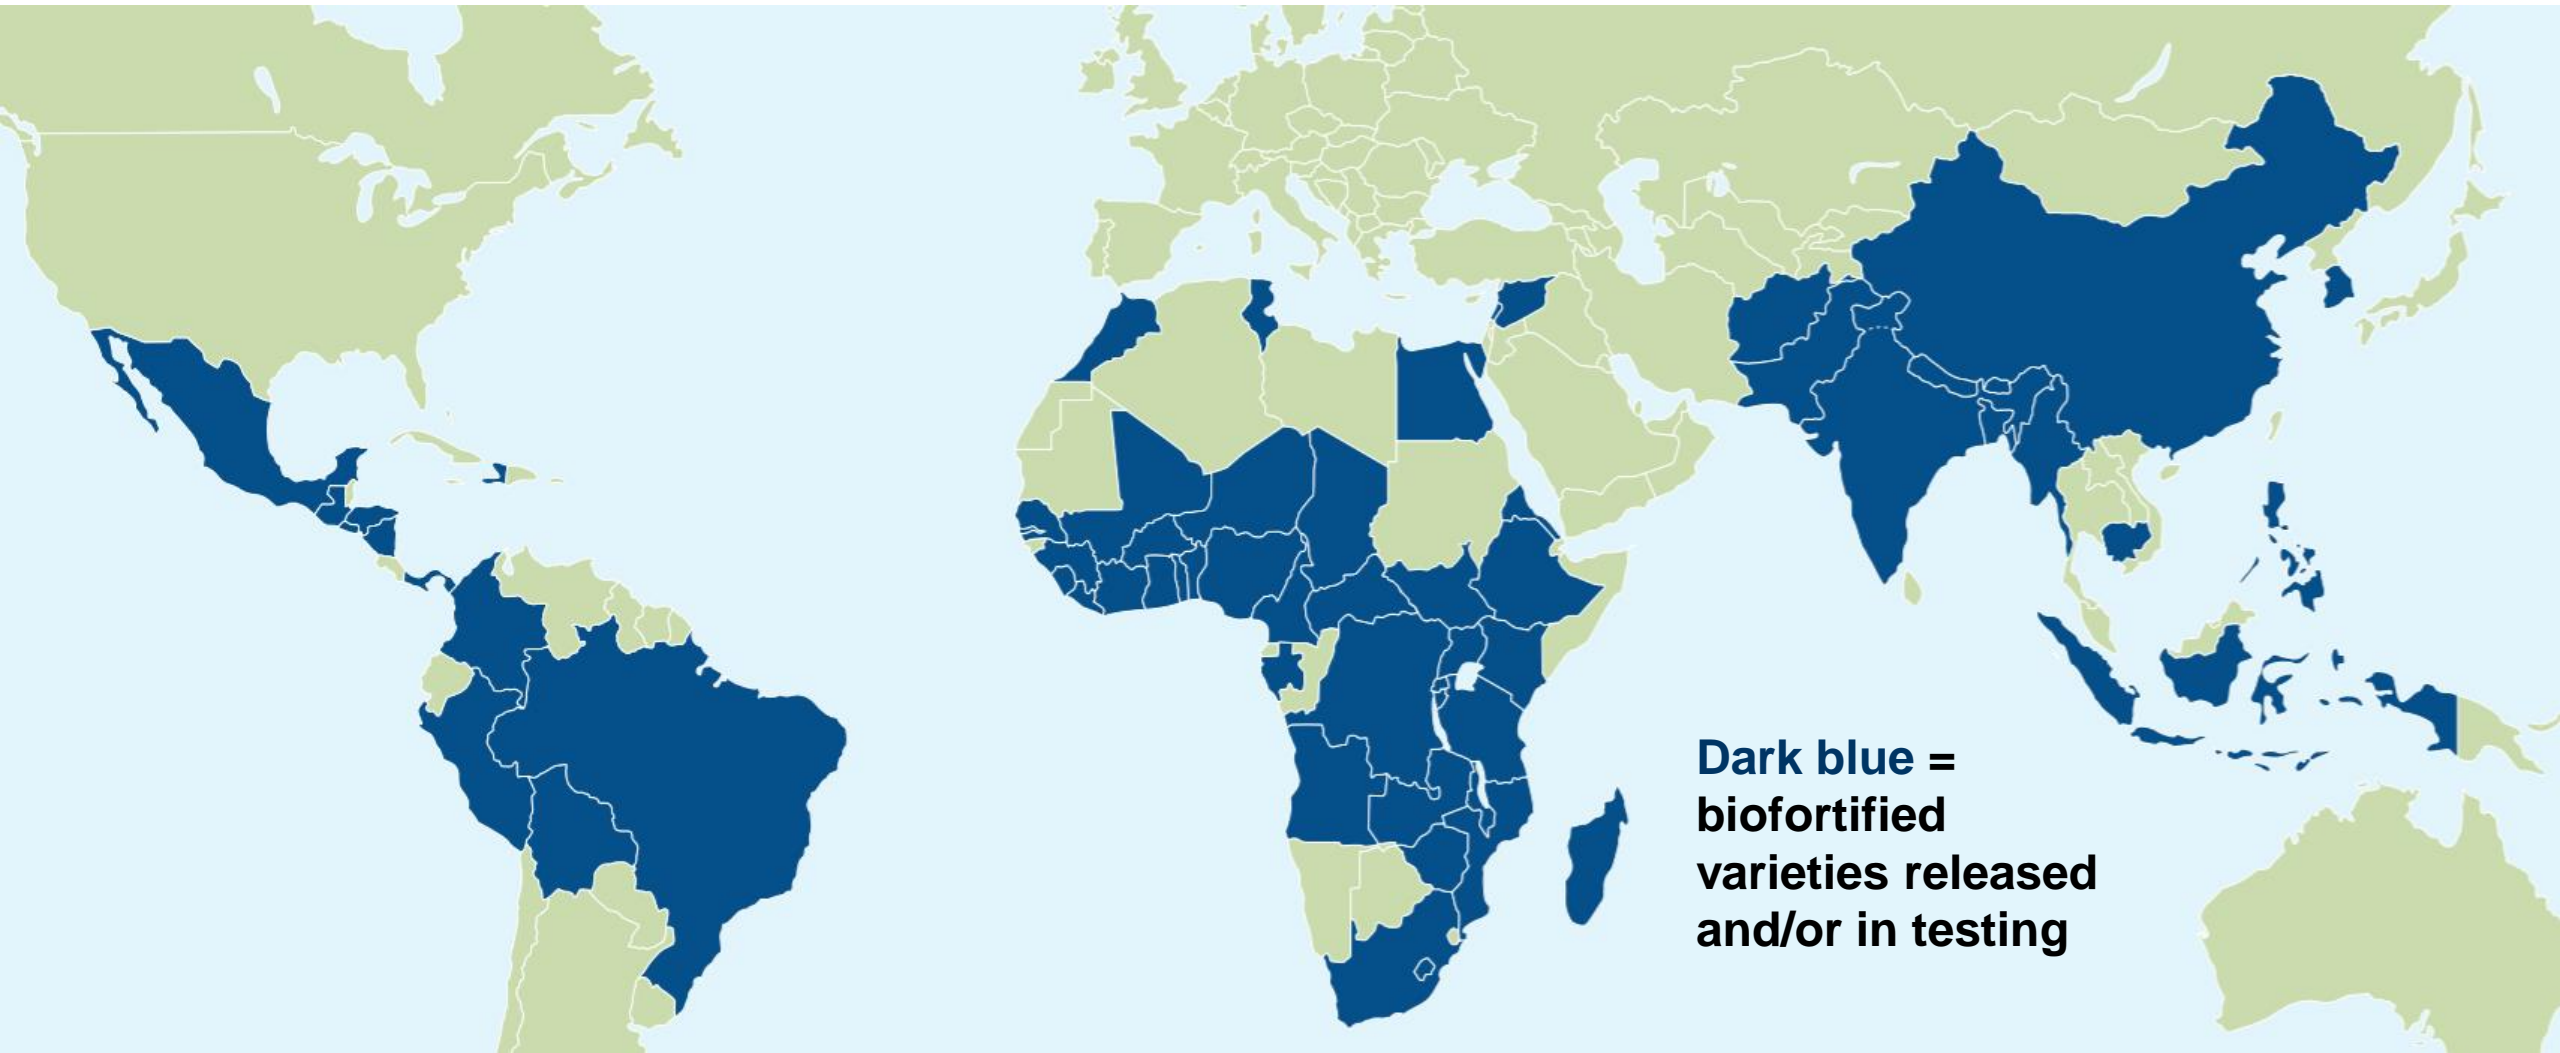 Dark blue =
biofortified
varieties released
and/or in testing